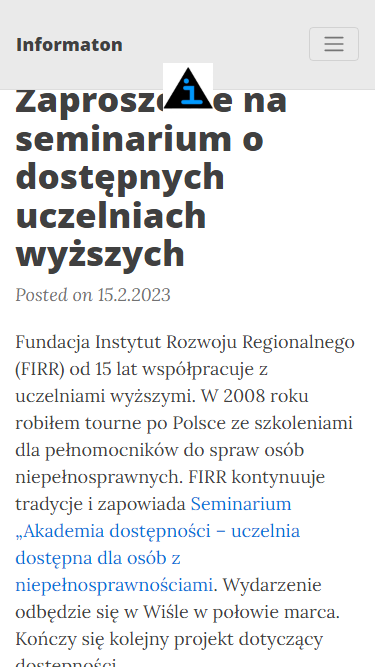 Informaton
Zaproszenie na
seminarium o
dostępnych
uczelniach
wyższych
Posted on 15.2.2023
Fundacja Instytut Rozwoju Regionalnego
(FIRR) od 15 lat współpracuje z
uczelniami wyższymi. W 2008 roku
robiłem tourne po Polsce ze szkoleniami
dla pełnomocników do spraw osób
niepełnosprawnych. FIRR kontynuuje
tradycje i zapowiada Seminarium
„Akademia dostępności – uczelnia
dostępna dla osób z
niepełnosprawnościami. Wydarzenie
odbędzie się w Wiśle w połowie marca.
Kończy się kolejny projekt dotyczący
dostępności